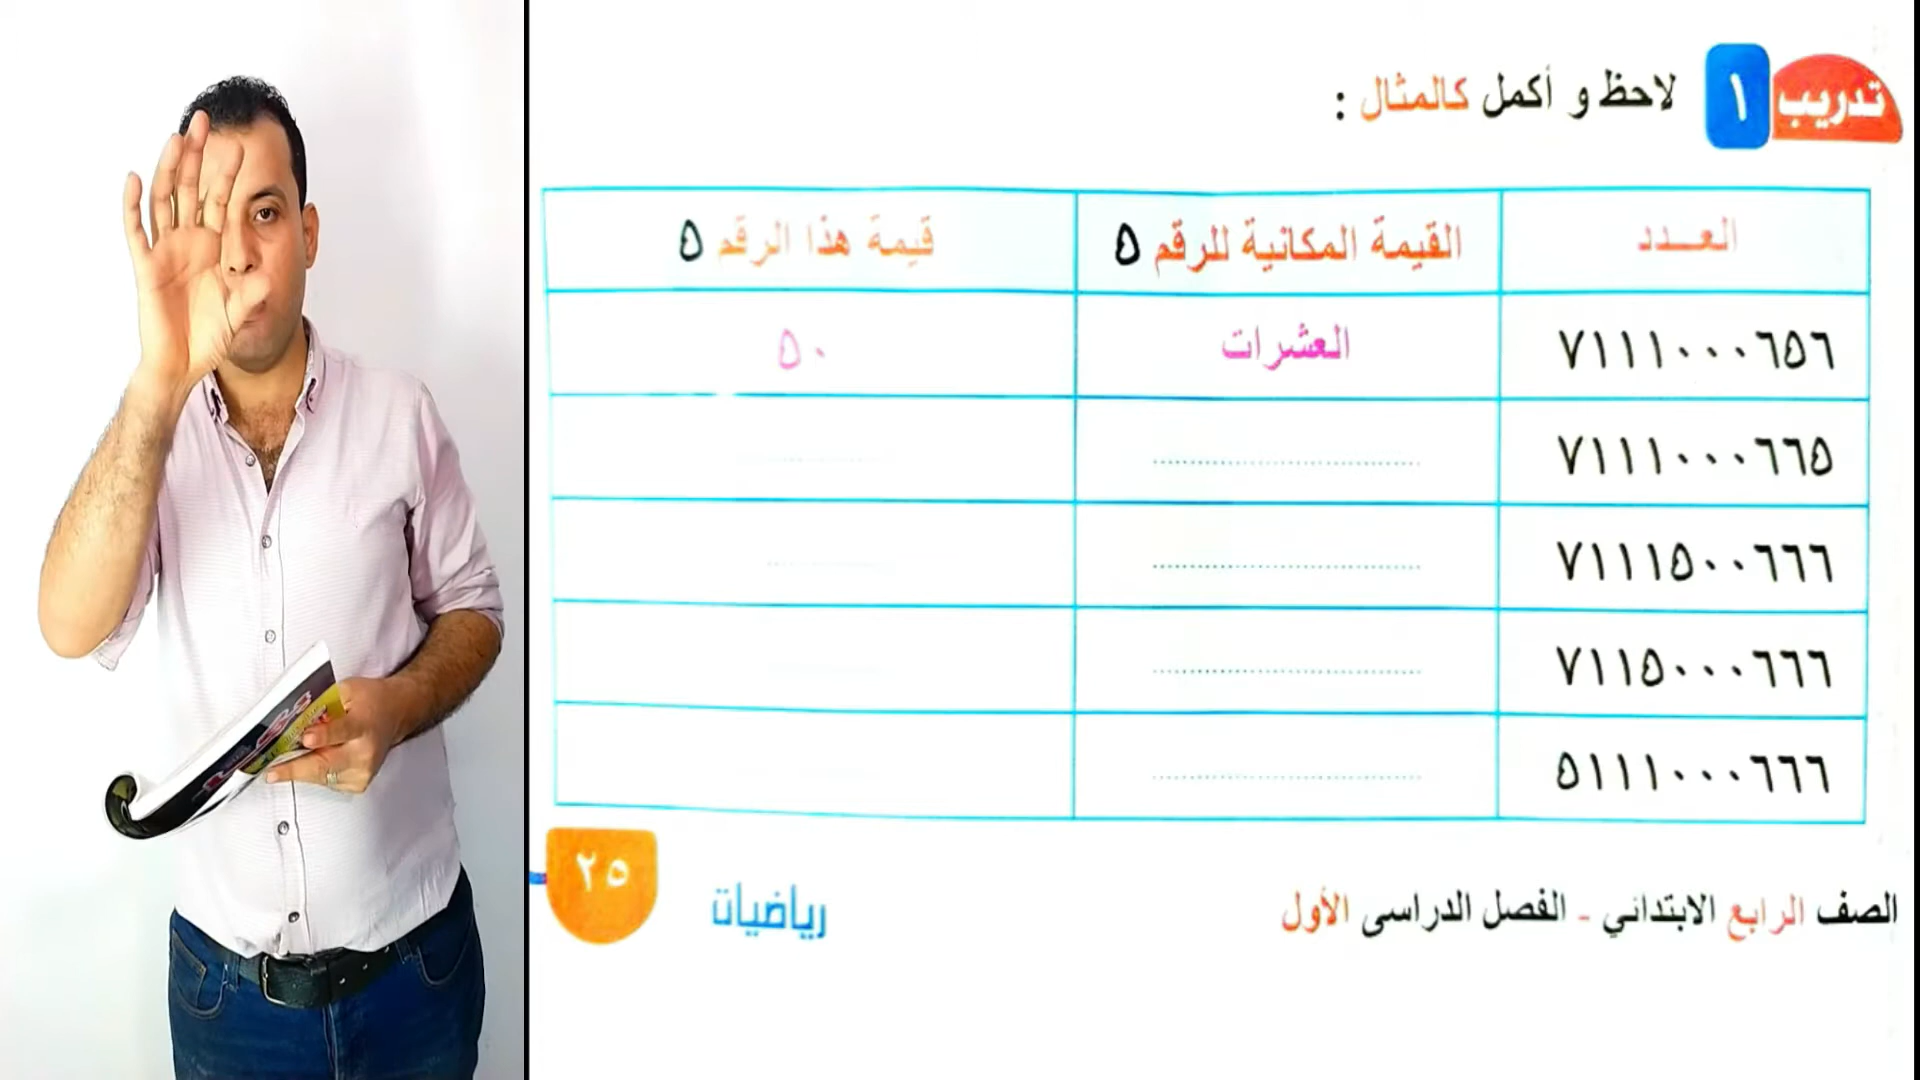 تدريب ١ لاحظ و أكمل كالمثال :
العـــدد القيمة المكانية للرقم ٥ قيمة هذا الرقم ٥
٧١١١٠٠٠٦٥٦ العشرات ٥٠
٧١١١٠٠٠٦٦٥
٧١١١٥٠٠٦٦٦
٧١١٥٠٠٠٦٦٦
٥١١١٠٠٠٦٦٦
الصف الرابع الابتدائي - الفصل الدراسى الأول رياضيات ٢٥